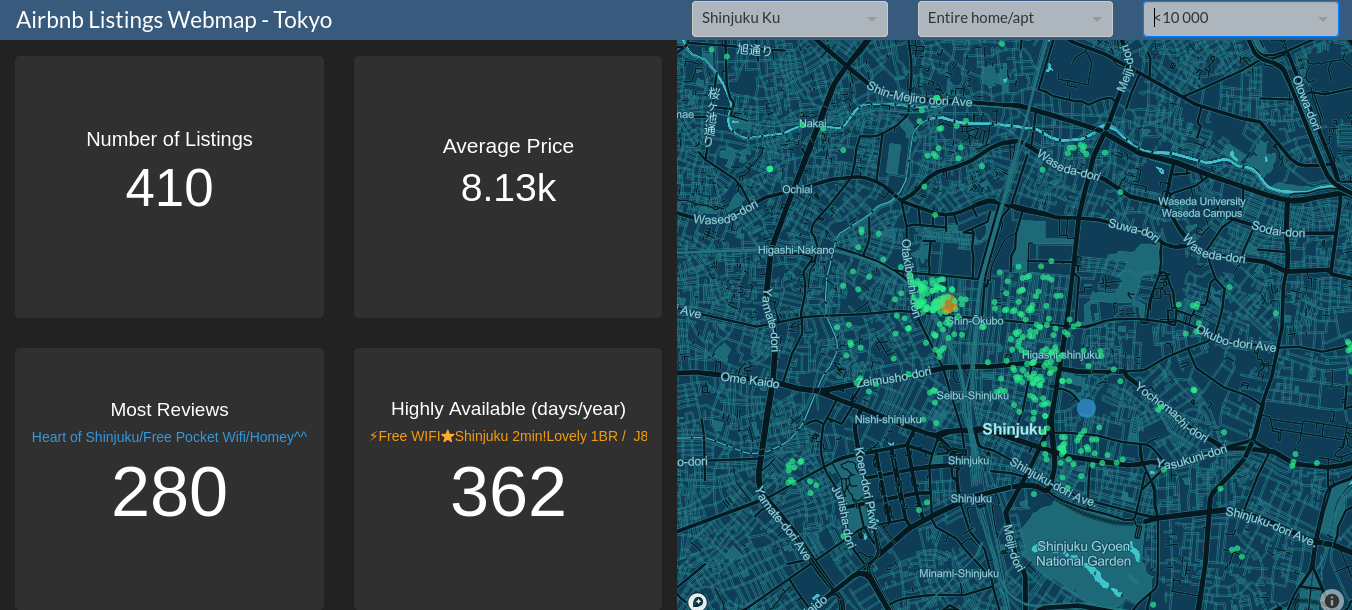 Airbnb Listings Webmap - Tokyo
Shinjuku Ku
Entire home/apt
<10 000
Number of Listings
410
Average Price
8.13k
Most Reviews
Heart of Shinjuku/Free Pocket Wifi/Homey^^
280
Highly Available (days/year)
⚡Free WIFI⭐Shinjuku 2min!Lovely 1BR / J8
362
旭通り
桜ヶ池通り
Meiji-dori
Otowa-dori
Shin-Mejiro dori Ave
Nakai
Waseda-dori
Ochiai
Waseda University
Waseda Campus
Waseda-dori
Suwa-dori
Sodai-dori
Waseda-dori
Higashi-Nakano
Otakibashi-dori
Yamate-dori
i Ave
Shin-Ōkubo
Okubo-dori Ave
Higashi-shinjuku
Ome Kaido
Zeimusho-dori
Seibu-Shinjuku
Yochomachi-dori
Nishi-shinjuku
Shinjuku
o-dori
Koen-dori Pkwy
Shinjuku
Shinjuku-dori Ave.
Yasukuni-dori
Yamate-dori Ave
Junisha-dori
Shinjuku
Meiji-dori
Shinjuku-dori Ave.
Shinjuku Gyoen
National Garden
Minami-Shinjuku